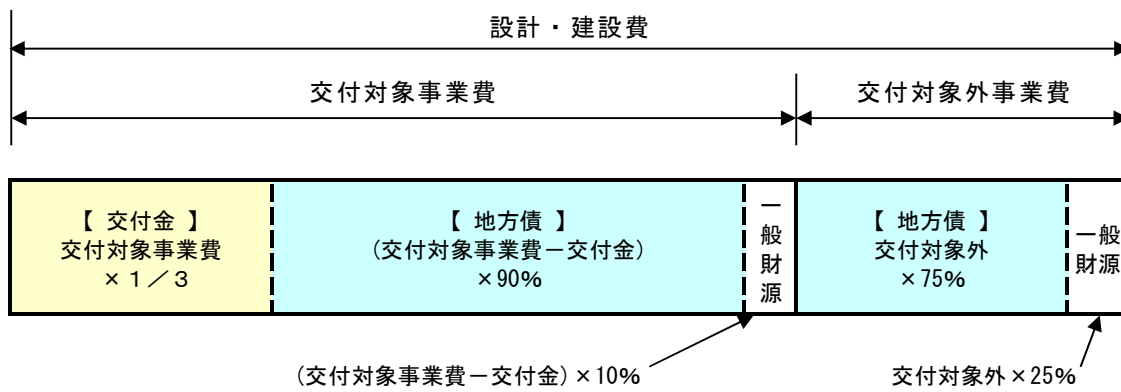 設計・建設費
交付対象事業費
交付対象外事業費
【 交付金 】
交付対象事業費
×１／３
【 地方債 】
(交付対象事業費－交付金)
×90%
一般財源
【 地方債 】
交付対象外
×75%
一般
財源
(交付対象事業費－交付金)×10%
交付対象外×25%